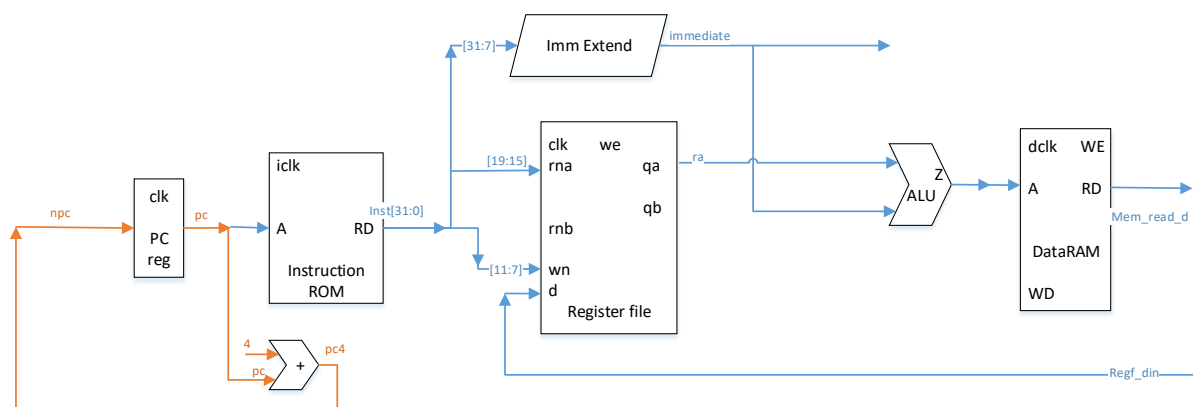 [31:7]
Imm Extend
immediate
clk we
[19:15]
rna qa
ra
iclk
dclk WE
Z
ALU
A RD
Mem_read_d
clk
npc
PC
reg
pc
A RD
Inst[31:0]
Instruction
ROM
qb
rnb
[11:7]
wn
d
Register file
DataRAM
WD
4
pc
+
pc4
Regf_din